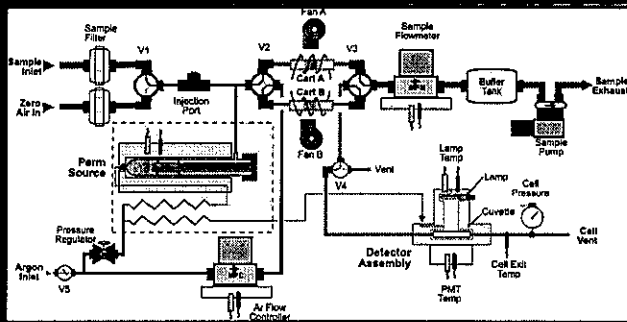 Fan A
Sample
Filter
V1
V2
V3
Sample
Flowmeter
Sample
Inlet
Cart A
Cart B
Buffer
Tank
Sample
Exhaust
Zero
Air In
Injection
Port
Fan B
Sample
Pump
Perm
Source
Vent
V4
Lamp
Temp
Lamp
Cell
Pressure
Cuvette
Pressure
Regulator
Detector
Assembly
Cell
Vent
Argon
Inlet
V5
Cell Exit
Temp
PMT
Temp
Ar Flow
Controller